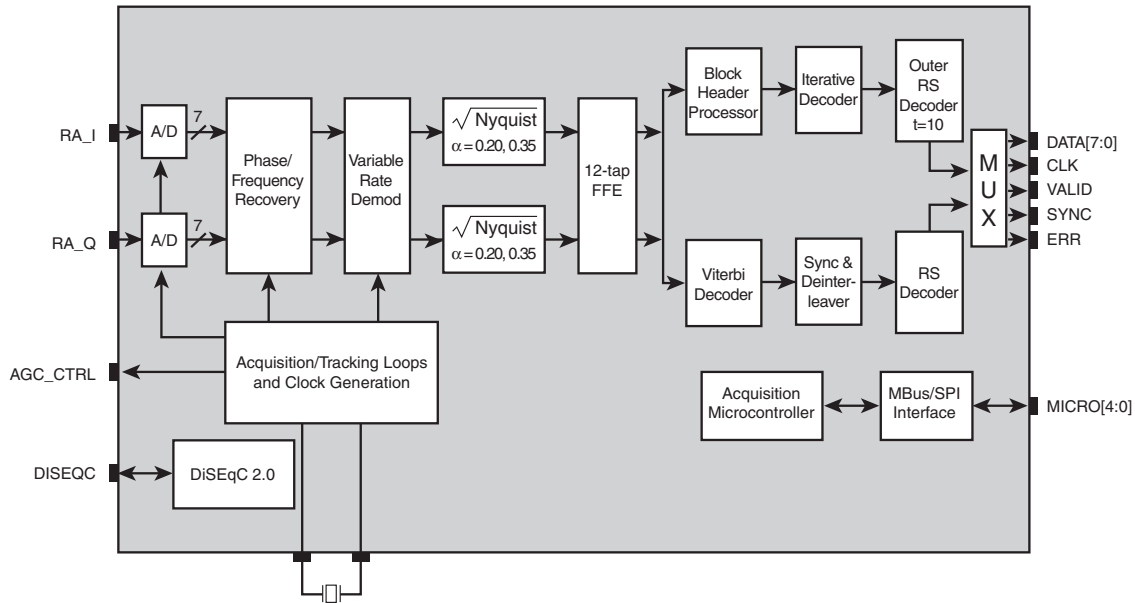 RA_I
A/D
7
RA_Q
A/D
7
Phase/
Frequency
Recovery
Variable
Rate
Demod
√Nyquist
α = 0.20, 0.35
√Nyquist
α = 0.20, 0.35
12-tap
FFE
Block
Header
Processor
Iterative
Decoder
Outer
RS
Decoder
t=10
Viterbi
Decoder
Sync &
Deinter-
leaver
RS
Decoder
M
U
X
DATA[7:0]
CLK
VALID
SYNC
ERR
AGC_CTRL
Acquisition/Tracking Loops
and Clock Generation
Acquisition
Microcontroller
MBus/SPI
Interface
MICRO[4:0]
DISEQC
DiSEqC 2.0